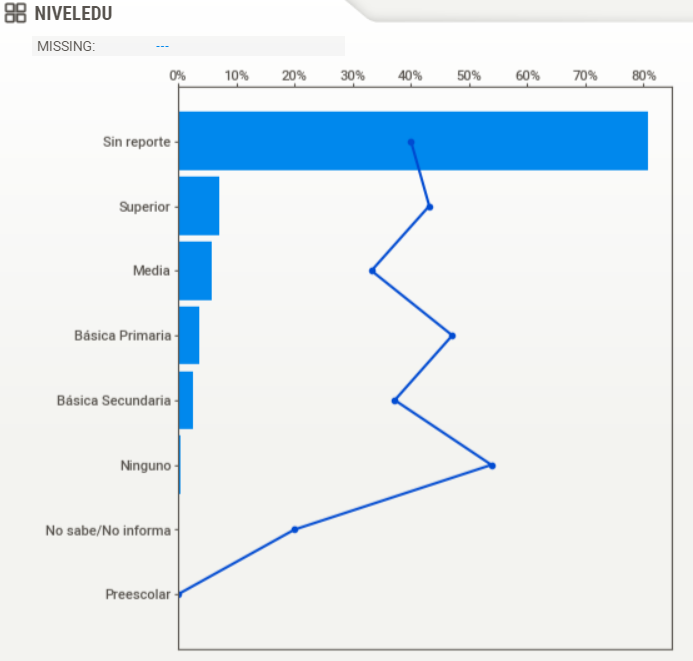 NIVELEDU
MISSING: ---
0% 10% 20% 30% 40% 50% 60% 70% 80%
Sin reporte
Superior
Media
Básica Primaria
Básica Secundaria
Ninguno
No sabe/No informa
Preescolar